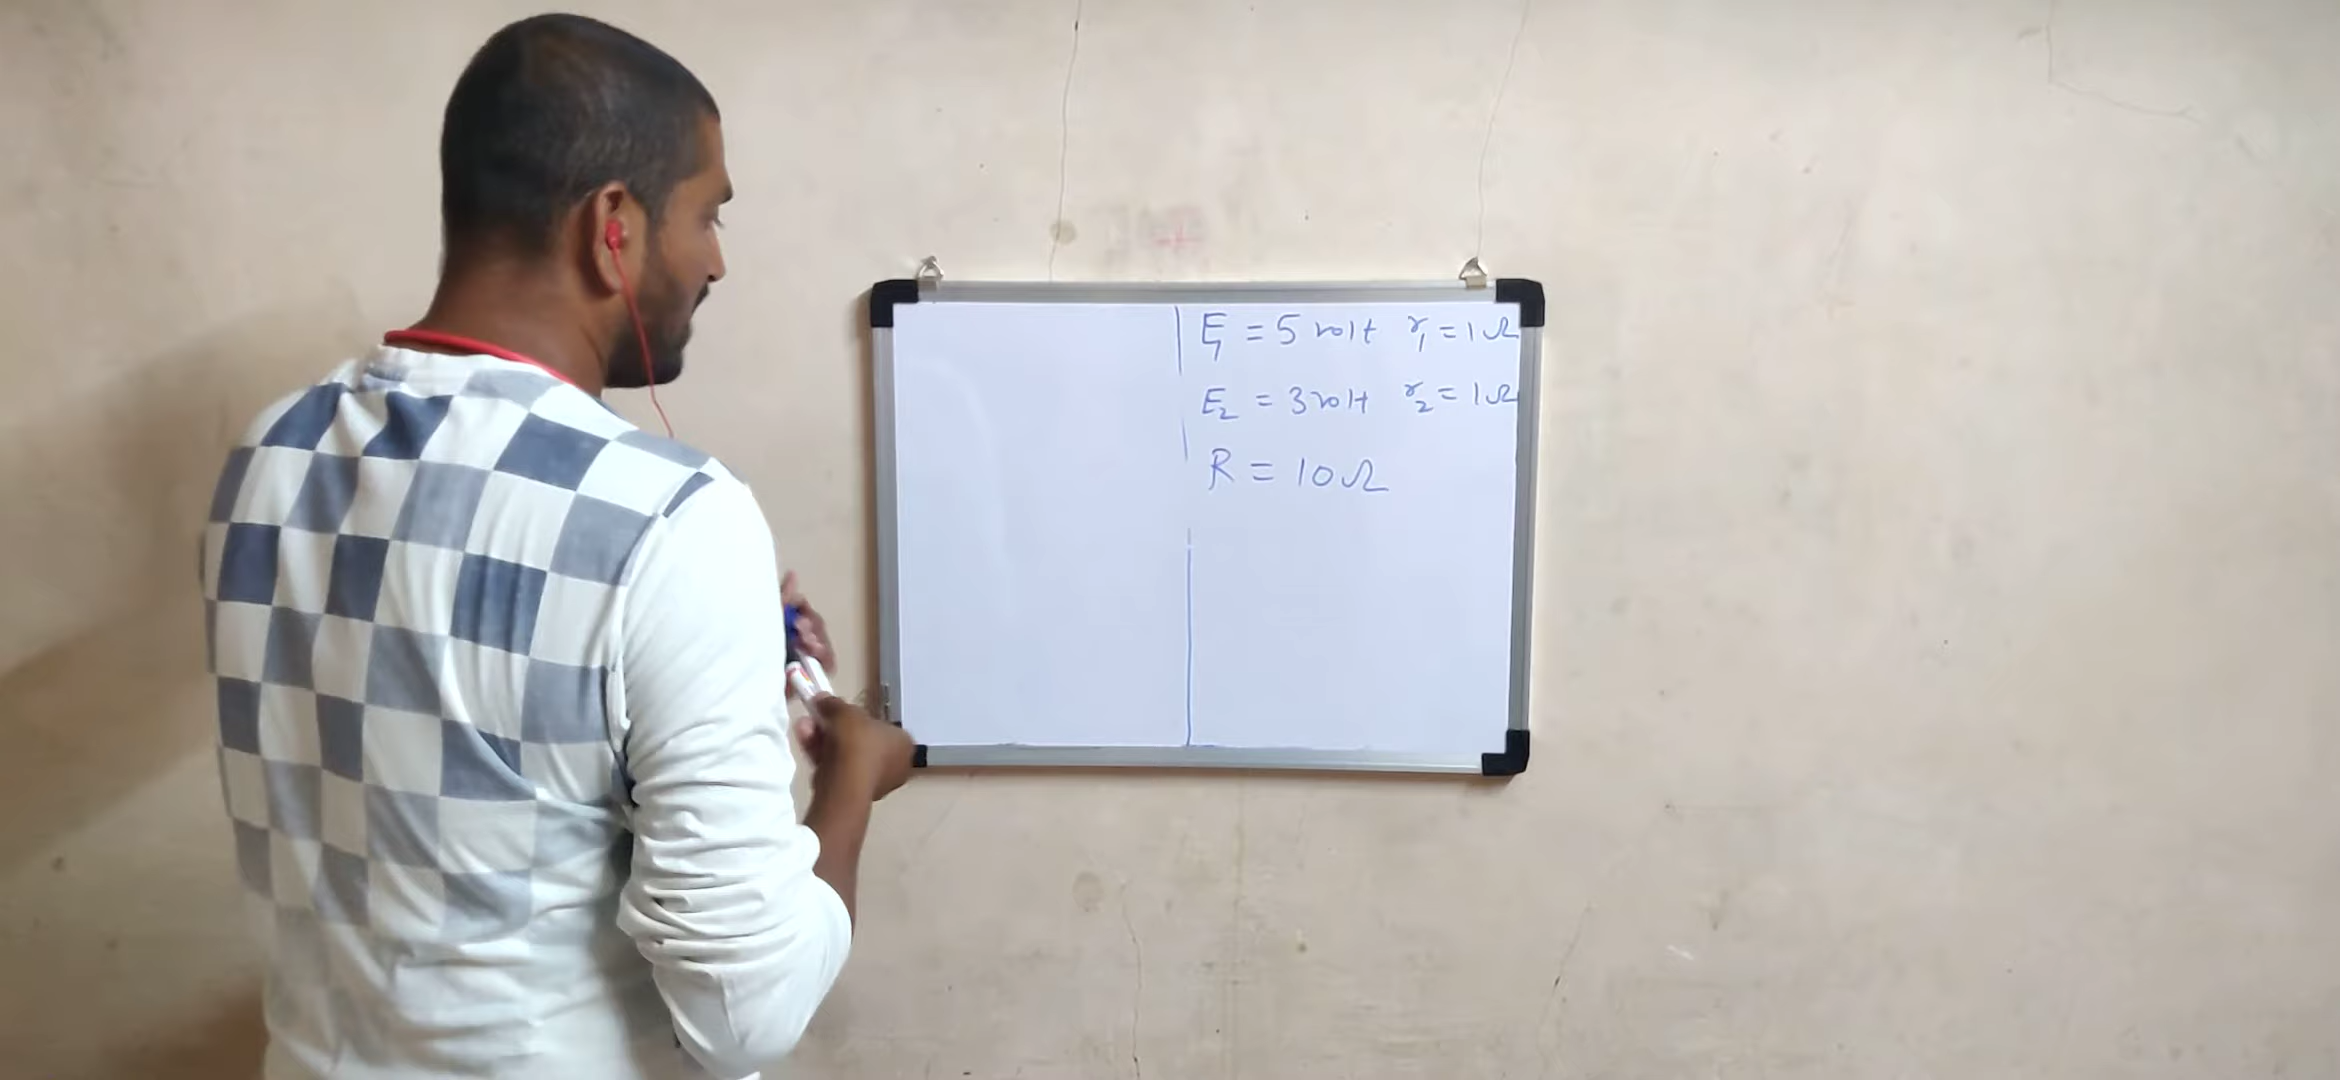 E₁ = 5 volt r₁ = 1Ω
E₂ = 3 volt r₂ = 1Ω
R = 10Ω